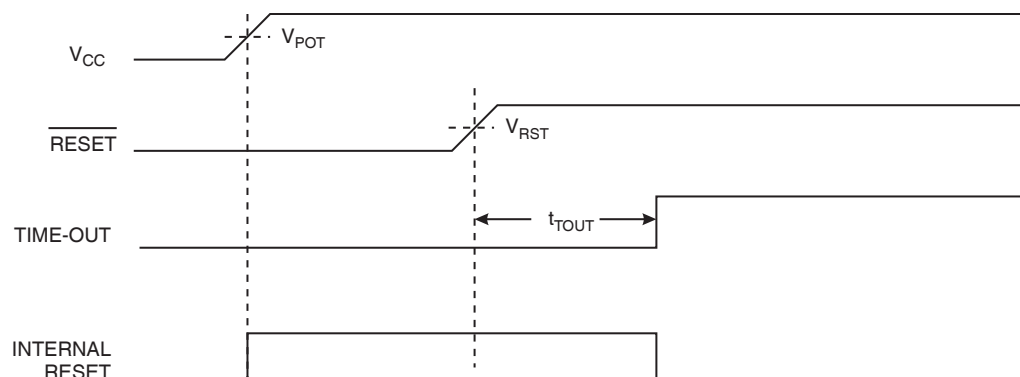 V_POT
V_CC
RESET
V_RST
t_TOUT
TIME-OUT
INTERNAL
RESET